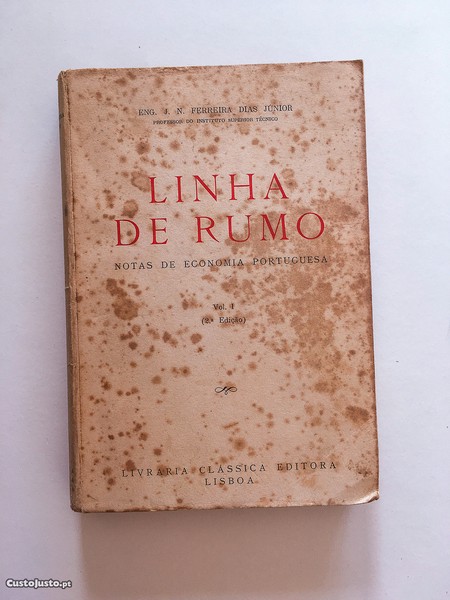 ENG. J. N. FERREIRA DIAS JÚNIOR
PROFESSOR DO INSTITUTO SUPERIOR TÉCNICO
LINHA
DE RUMO
NOTAS DE ECONOMIA PORTUGUESA
Vol. I
(2.ª Edição)
LIVRARIA CLÁSSICA EDITORA
LISBOA
CustoJusto.pt